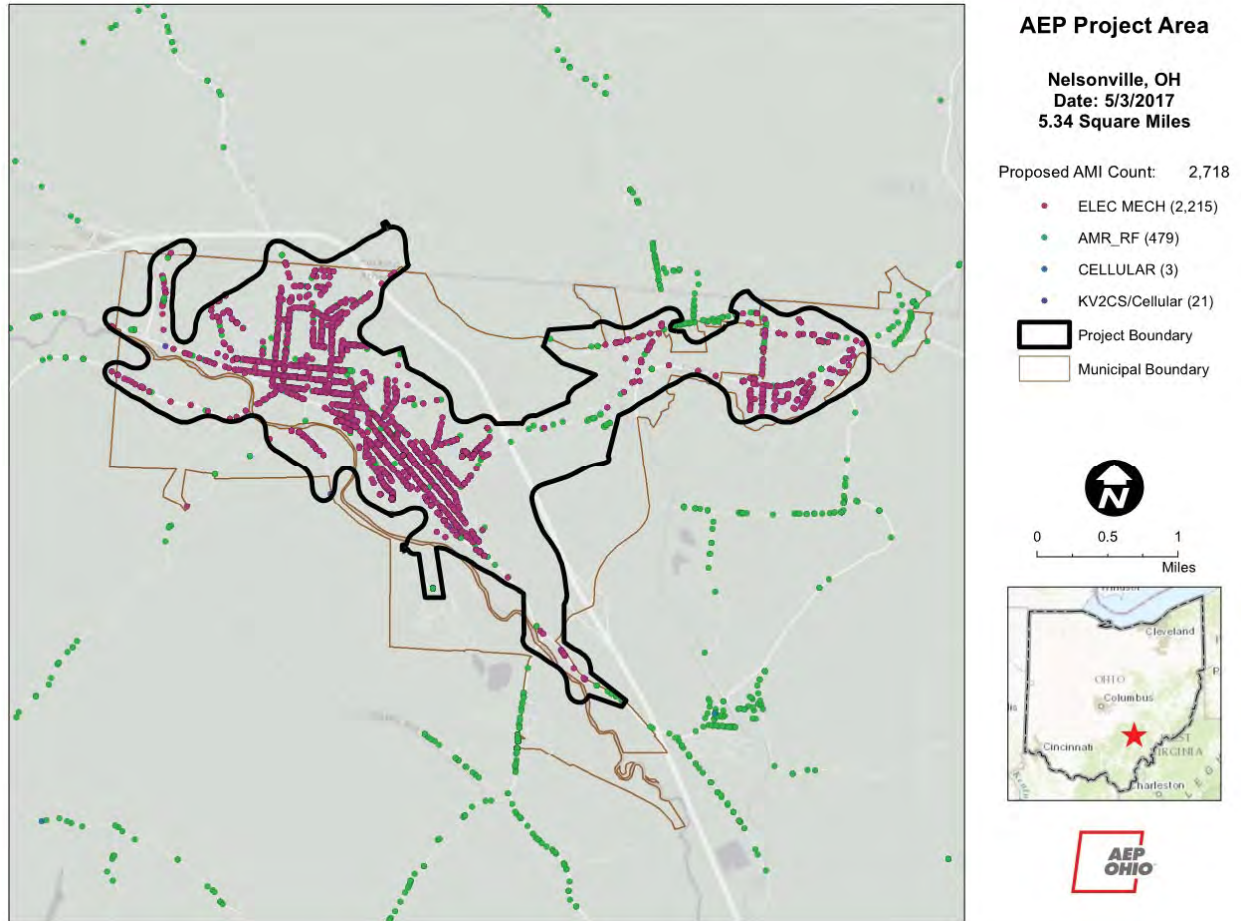 AEP Project Area
Nelsonville, OH
Date: 5/3/2017
5.34 Square Miles
Proposed AMI Count: 2,718
ELEC MECH (2,215)
AMR_RF (479)
CELLULAR (3)
KV2CS/Cellular (21)
Project Boundary
Municipal Boundary
N
0 0.5 1
Miles
Cleveland
OHIO
Columbus
Cincinnati
Charleston
AEP
OHIO